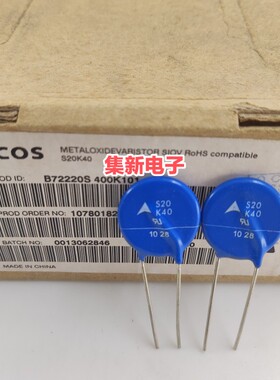 COS
METALOXIDEVARISTOR SIOV RoHS compatible
S20K40
OD ID: B72220S 400K101
集新电子
PROD ORDER NO: 10780182
BATCH NO: 0013062846
MADE IN CHINA
S20
K40
10 28
S20
K40
10 28